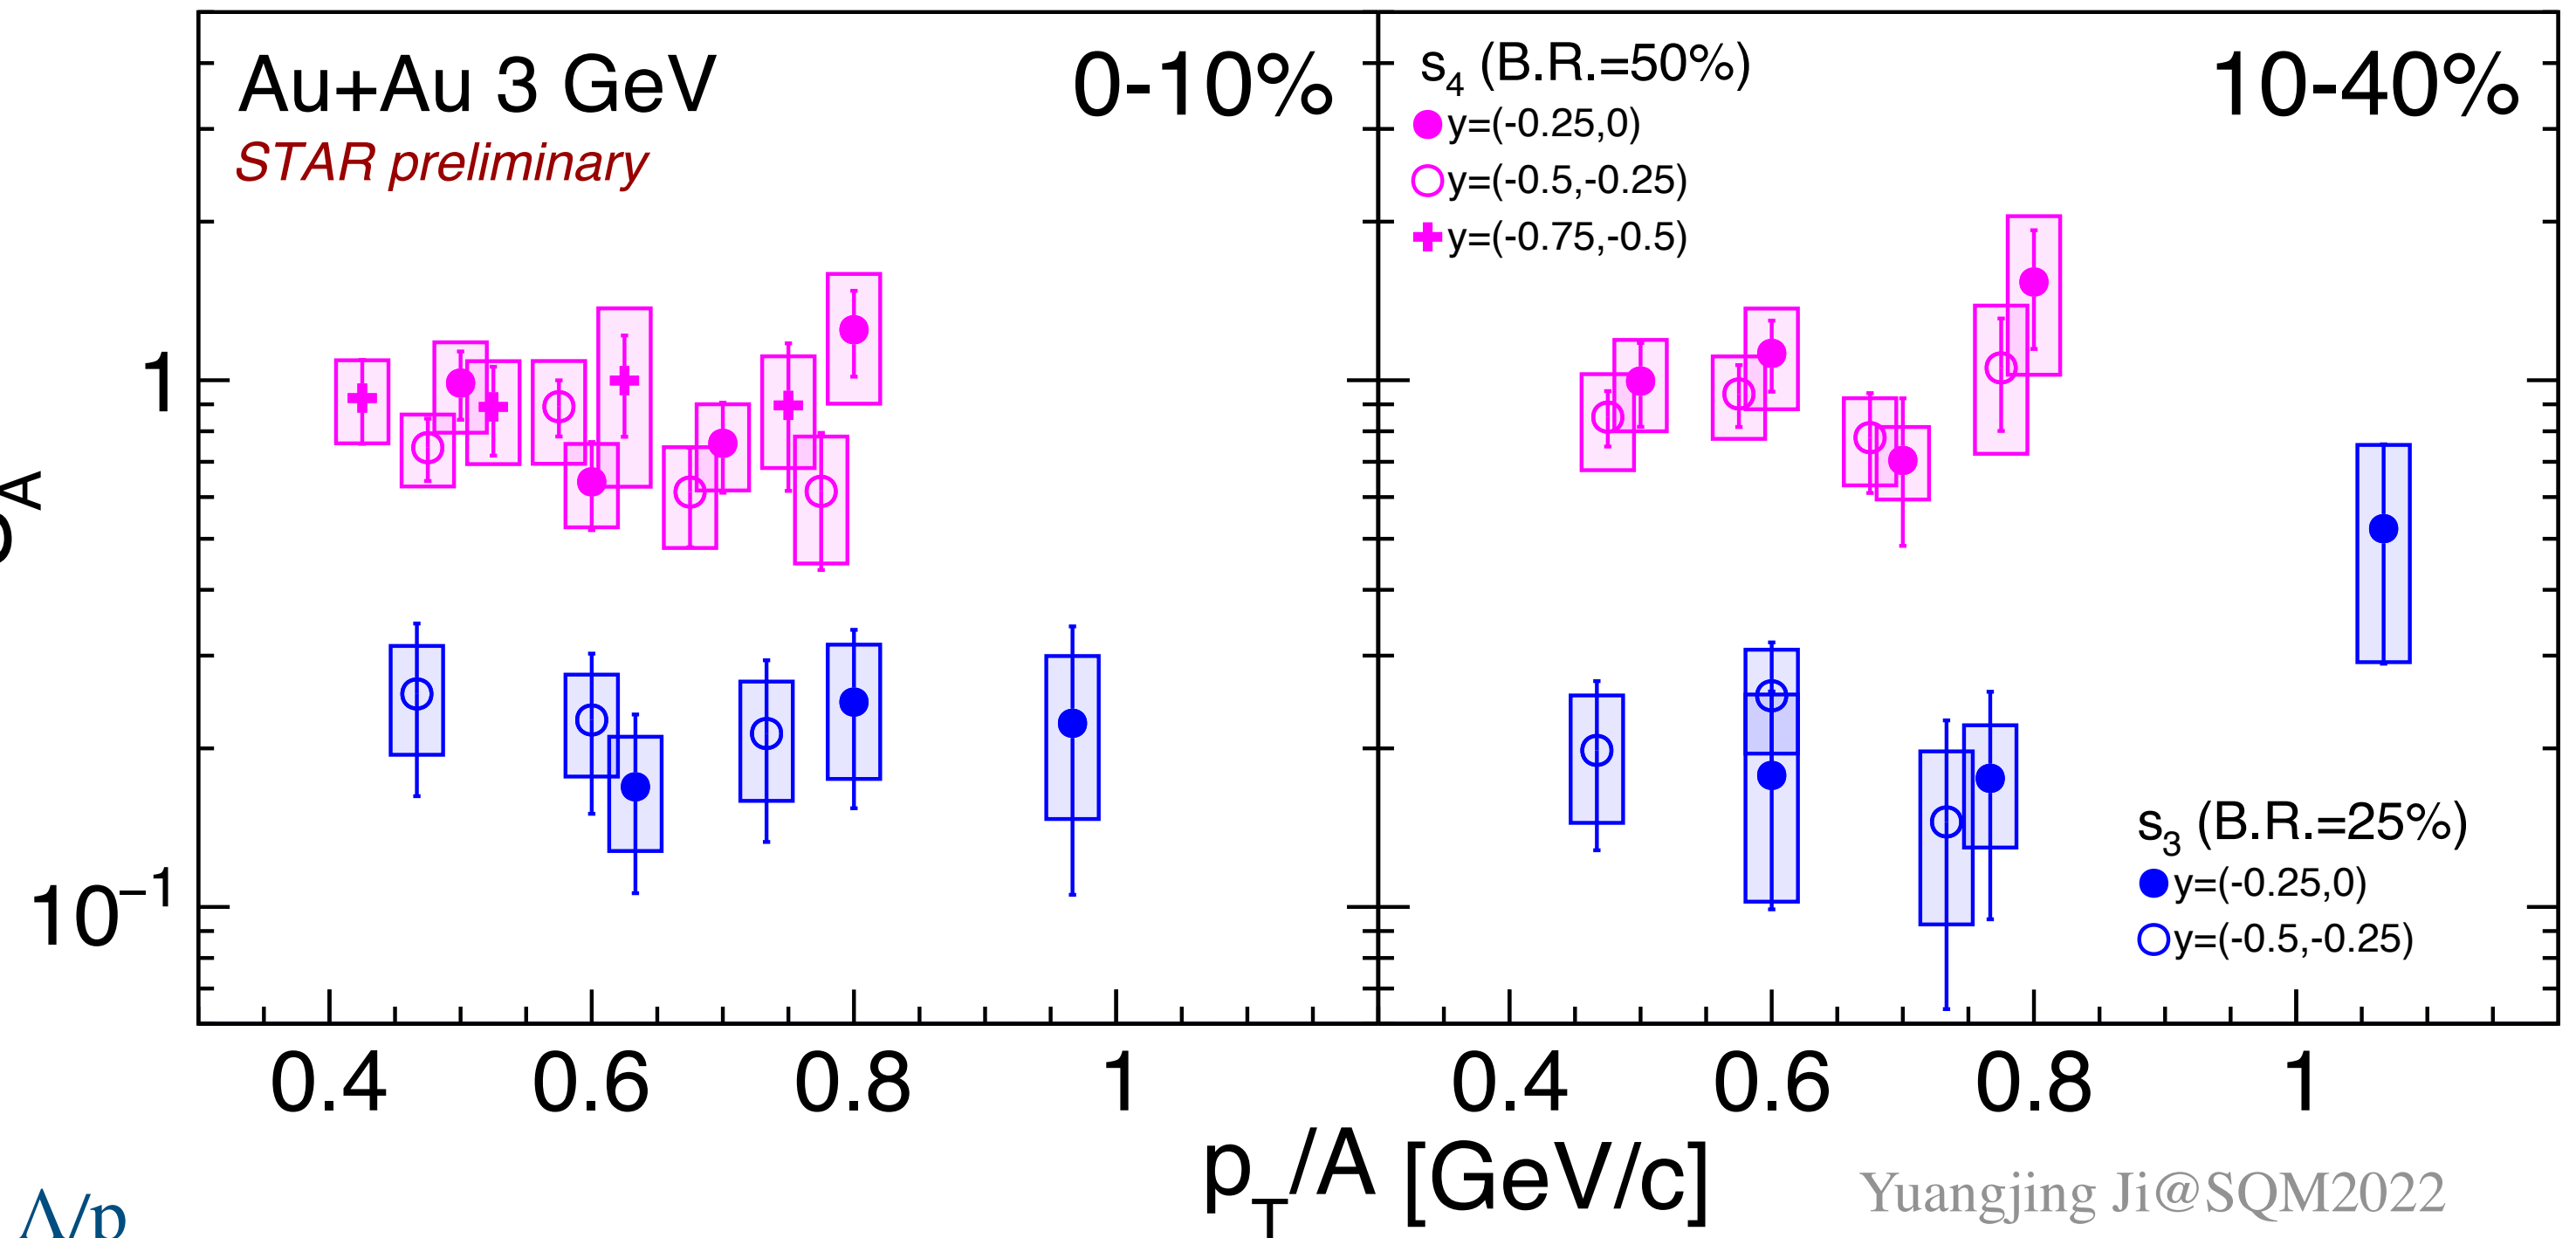 Au+Au 3 GeV
STAR preliminary
0-10%
s4 (B.R.=50%)
y=(-0.25,0)
y=(-0.5,-0.25)
y=(-0.75,-0.5)
10-40%
1
10−1
A
s3 (B.R.=25%)
y=(-0.25,0)
y=(-0.5,-0.25)
0.4 0.6 0.8 1 0.4 0.6 0.8 1
pT/A [GeV/c]
Λ/p
Yuangjing Ji@SQM2022